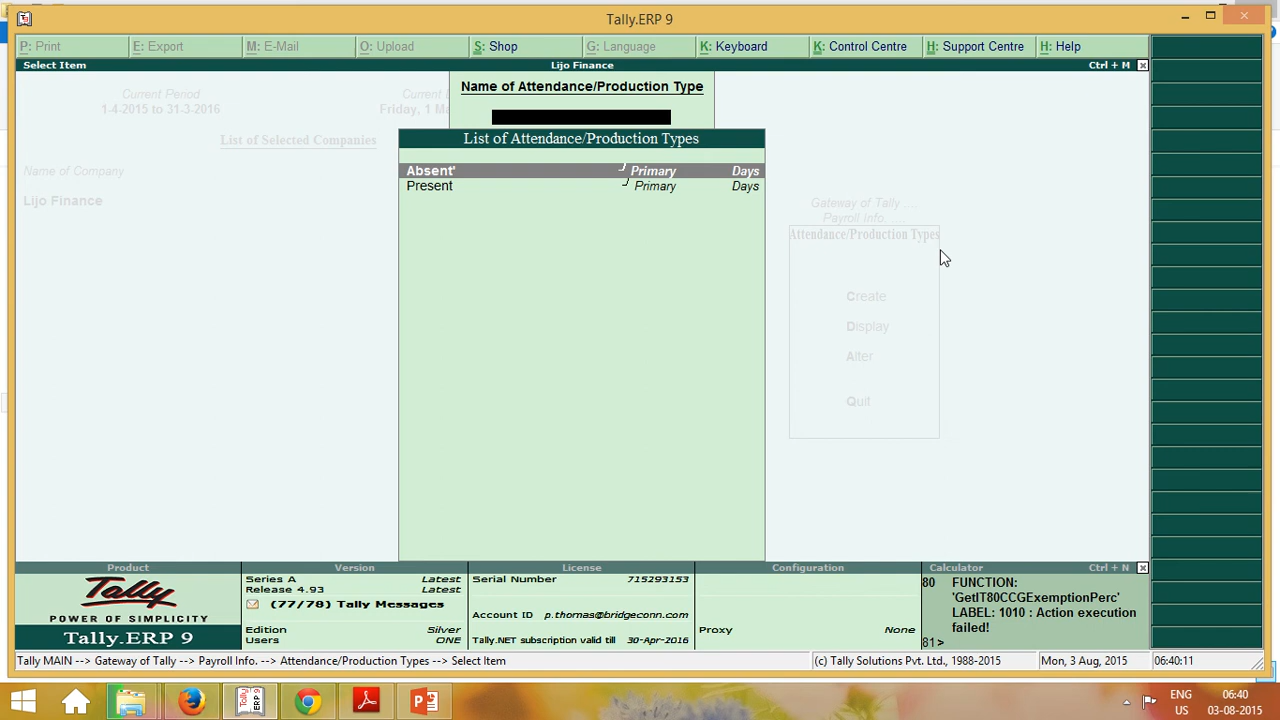 Tally.ERP 9
P: Print E: Export M: E-Mail O: Upload S: Shop G: Language K: Keyboard K: Control Centre H: Support Centre H: Help
Select Item Lijo Finance Ctrl + M
Current Period
1-4-2015 to 31-3-2016
Friday, 1 Ma
List of Selected Companies
Name of Company
Lijo Finance
Name of Attendance/Production Type
List of Attendance/Production Types
Absent' Primary Days
Present Primary Days
Gateway of Tally ....
Payroll Info. .....
Attendance/Production Types
Create
Display
Alter
Quit
Product Version License Configuration Calculator Ctrl + N
Tally
POWER OF SIMPLICITY
Tally.ERP 9
Series A Latest
Release 4.93 Latest
(77/78) Tally Messages
Edition Silver
Users ONE
Serial Number 715293153
Account ID p.thomas@bridgeconn.com
Tally.NET subscription valid till 30-Apr-2016
Proxy None
80 FUNCTION:
'GetIT80CCGExemptionPerc'
LABEL: 1010 : Action execution
failed!
81>
Tally MAIN --> Gateway of Tally --> Payroll Info. --> Attendance/Production Types --> Select Item (c) Tally Solutions Pvt. Ltd., 1988-2015 Mon, 3 Aug, 2015 06:40:11
Tally ERP 9
ENG 06:40
US 03-08-2015